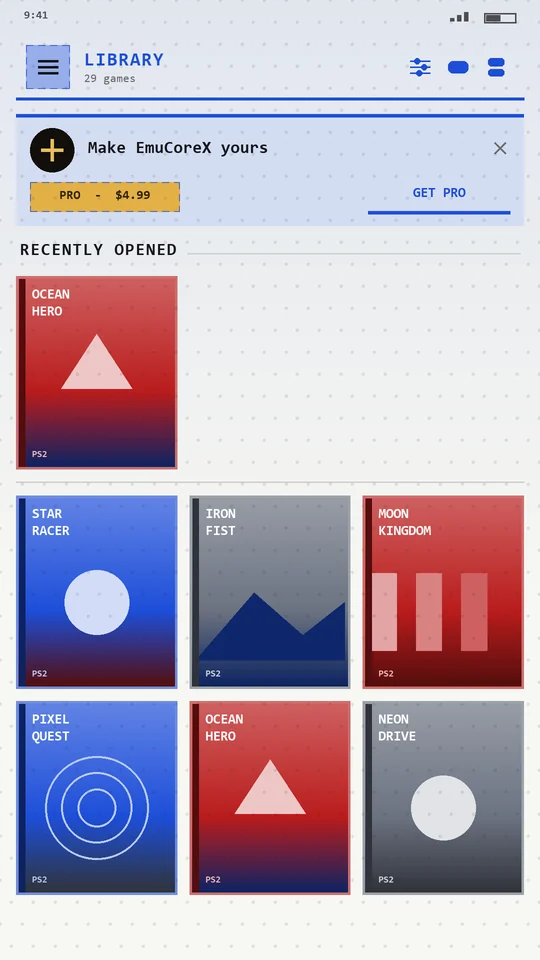 9:41
LIBRARY
29 games
Make EmuCoreX yours
PRO - $4.99
GET PRO
RECENTLY OPENED
OCEAN
HERO
PS2
STAR
RACER
PS2
IRON
FIST
PS2
MOON
KINGDOM
PS2
PIXEL
QUEST
PS2
OCEAN
HERO
PS2
NEON
DRIVE
PS2